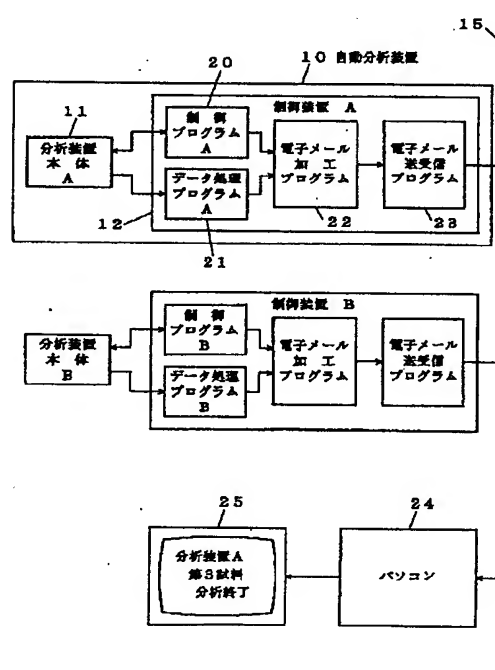 15
20
10 自動分析装置
11
制御装置 A
分析装置
本 体
A
制 御
プログラム
A
データ処理
プログラム
A
電子メール
加 工
プログラム
電子メール
送受信
プログラム
12
22
23
21
制御装置 B
分析装置
本 体
B
制 御
プログラム
B
データ処理
プログラム
B
電子メール
加 工
プログラム
電子メール
送受信
プログラム
25
24
分析装置A
第3試料
分析終了
パソコン